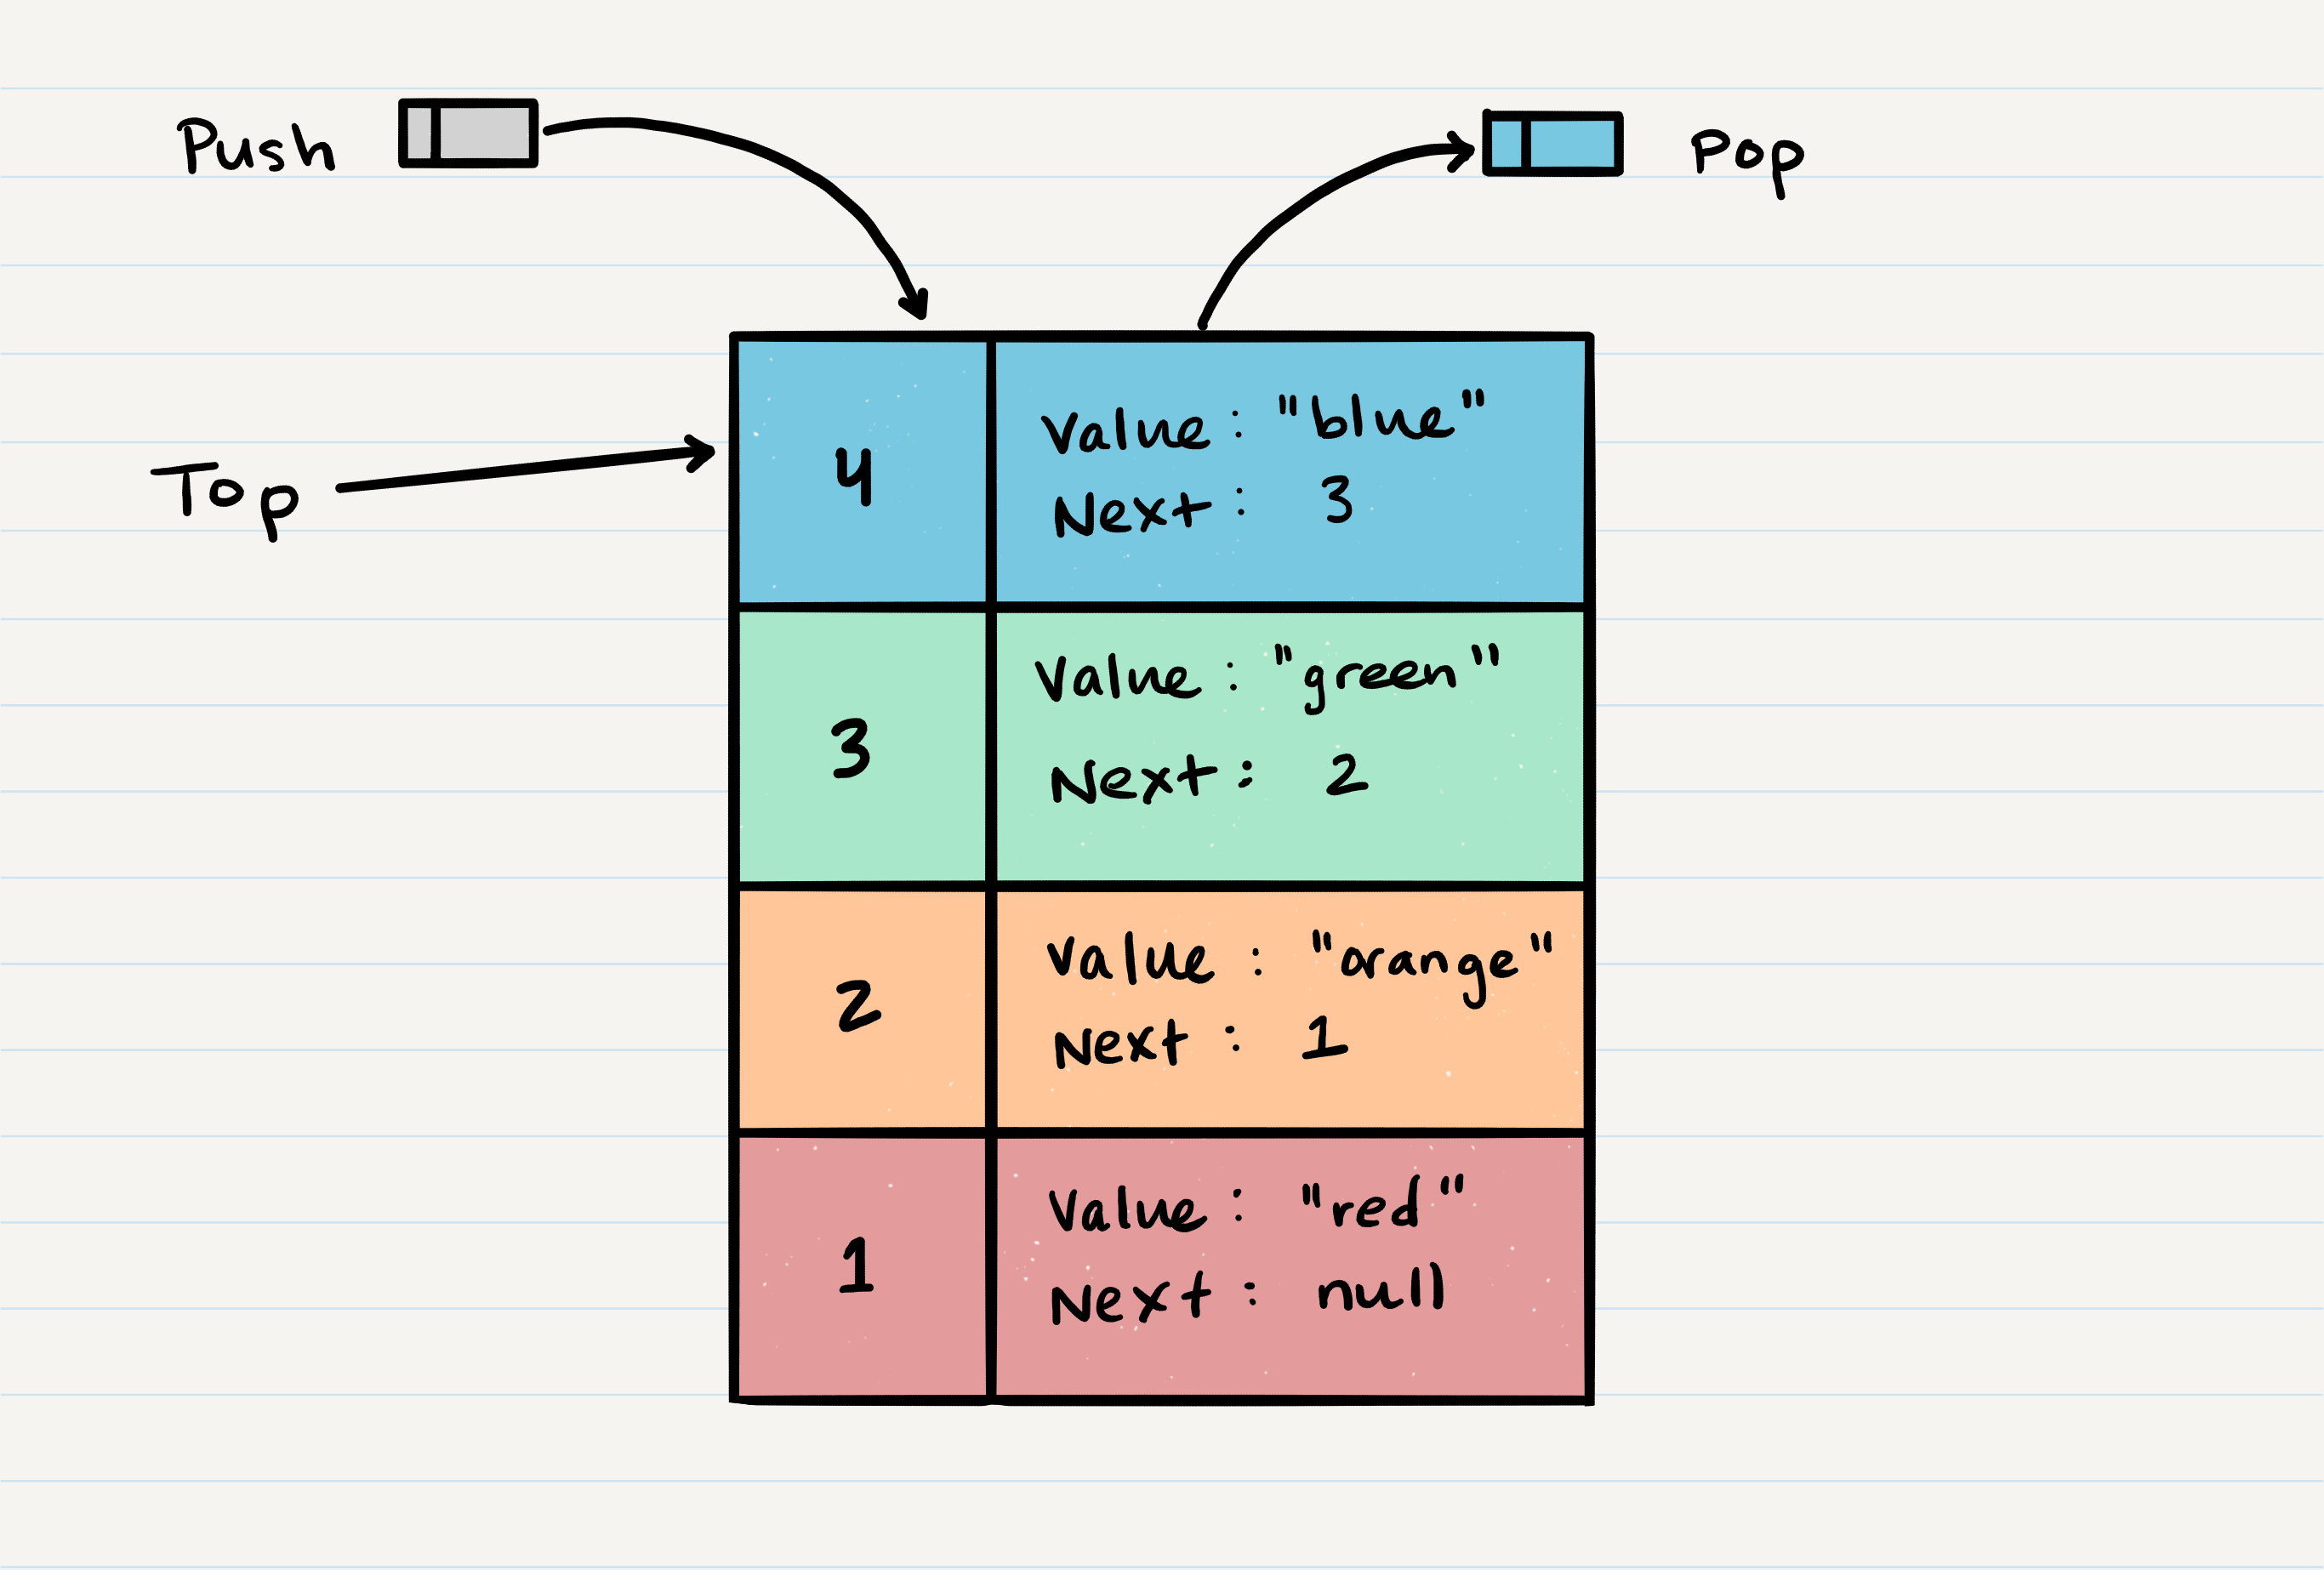 Push
Pop
Top
4
Value : "blue"
Next : 3
3
Value : "green"
Next : 2
2
Value : "orange"
Next : 1
1
Value : "red"
Next : null